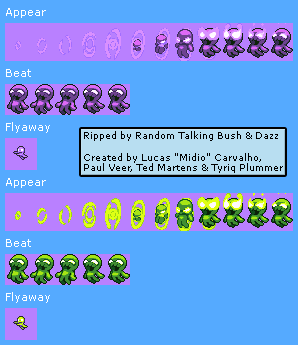 Appear
Beat
Flyaway
Ripped by Random Talking Bush & Dazz
Created by Lucas "Midio" Carvalho,
Paul Veer, Ted Martens & Tyriq Plummer
Appear
Beat
Flyaway